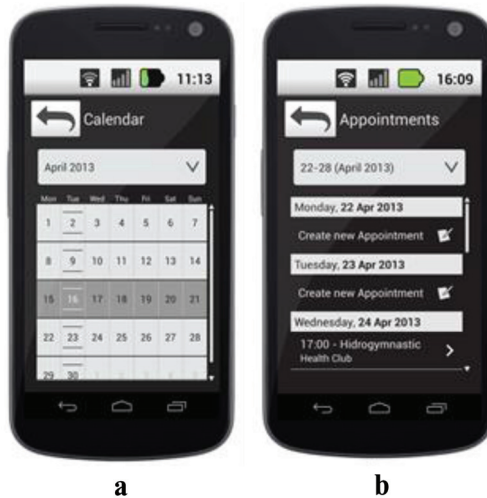 11:13
Calendar
April 2013
Mon Tue Wed Thu Fri Sat Sun
1 2 3 4 5 6 7
8 9 10 11 12 13 14
15 16 17 18 19 20 21
22 23 24 25 26 27 28
29 30
a
16:09
Appointments
22-28 (April 2013)
Monday, 22 Apr 2013
Create new Appointment
Tuesday, 23 Apr 2013
Create new Appointment
Wednesday, 24 Apr 2013
17:00 - Hidrogymnastic
Health Club
b